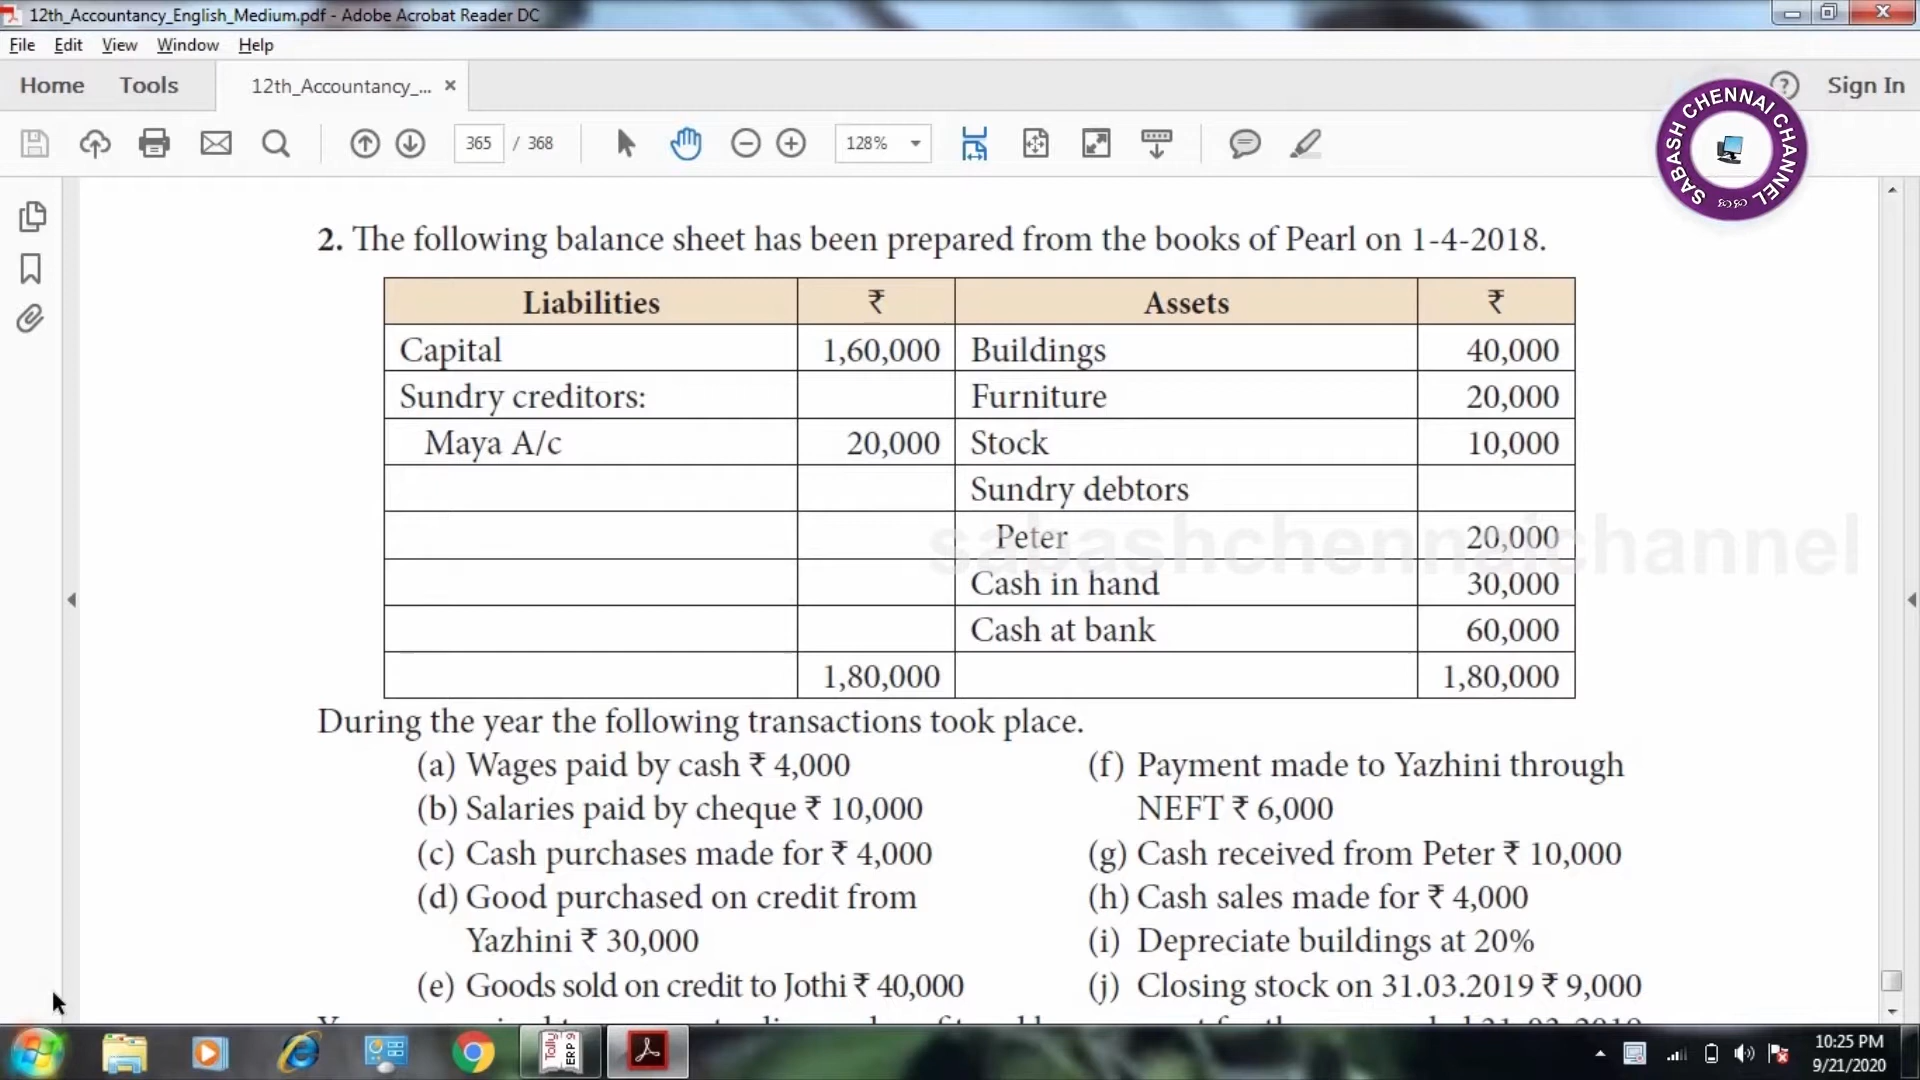 12th_Accountancy_English_Medium.pdf - Adobe Acrobat Reader DC
File Edit View Window Help
Home Tools 12th_Accountancy_... × ? Sign In
365 / 368 128%
SABASH CHENNAI CHANNEL
2. The following balance sheet has been prepared from the books of Pearl on 1-4-2018.
Liabilities ₹ Assets ₹
Capital 1,60,000 Buildings 40,000
Sundry creditors: Furniture 20,000
Maya A/c 20,000 Stock 10,000
Sundry debtors
Peter 20,000
sabashchennaichannel
Cash in hand 30,000
Cash at bank 60,000
1,80,000 1,80,000
During the year the following transactions took place.
(a) Wages paid by cash ₹ 4,000
(b) Salaries paid by cheque ₹ 10,000
(c) Cash purchases made for ₹ 4,000
(d) Good purchased on credit from
Yazhini ₹ 30,000
(e) Goods sold on credit to Jothi ₹ 40,000
(f) Payment made to Yazhini through
NEFT ₹ 6,000
(g) Cash received from Peter ₹ 10,000
(h) Cash sales made for ₹ 4,000
(i) Depreciate buildings at 20%
(j) Closing stock on 31.03.2019 ₹ 9,000
Tally ERP 9
10:25 PM
9/21/2020